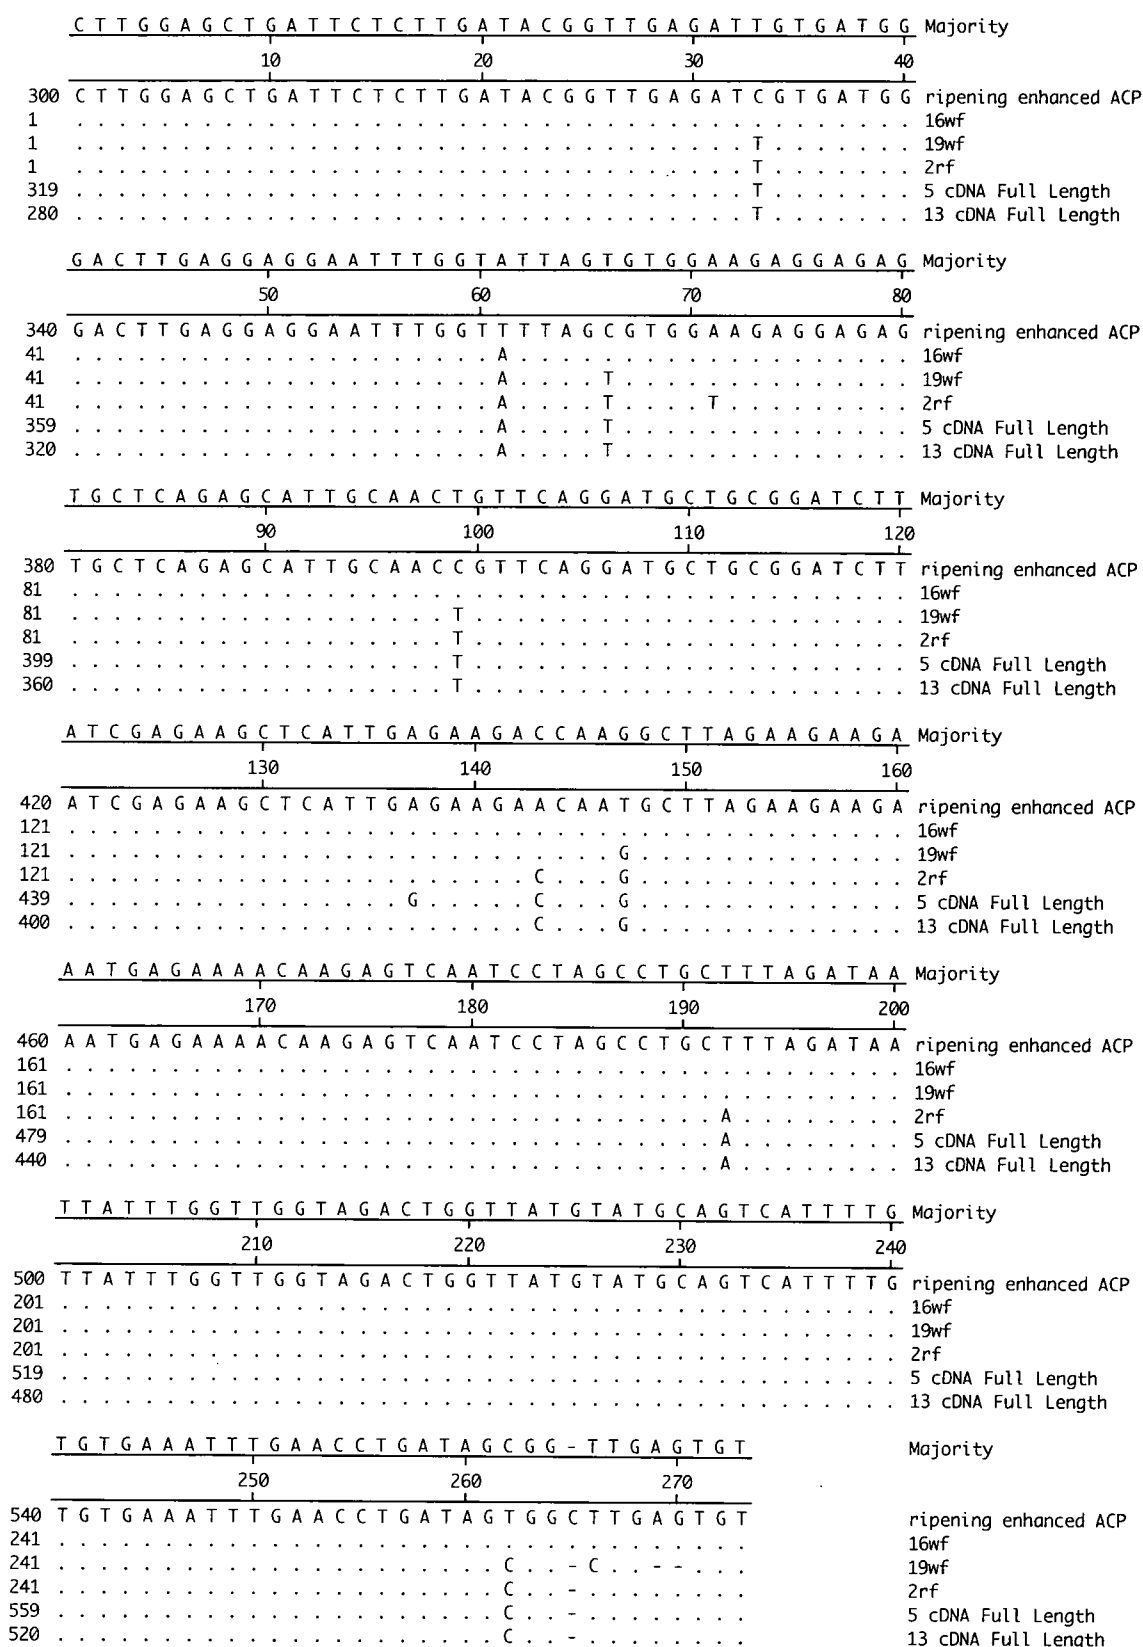 C T T G G A G C T G A T T C T C T T G A T A C G G T T G A G A T T G T G A T G G Majority
10 20 30 40
300 C T T G G A G C T G A T T C T C T T G A T A C G G T T G A G A T C G T G A T G G ripening enhanced ACP
1 . . . . . . . . . . . . . . . . . . . . . . . . . . . . . . . . . . . . . . . . 16wf
1 . . . . . . . . . . . . . . . . . . . . . . . . . . . . . . . . T . . . . . . . 19wf
1 . . . . . . . . . . . . . . . . . . . . . . . . . . . . . . . . T . . . . . . . 2rf
319 . . . . . . . . . . . . . . . . . . . . . . . . . . . . . . . . T . . . . . . . 5 cDNA Full Length
280 . . . . . . . . . . . . . . . . . . . . . . . . . . . . . . . . T . . . . . . . 13 cDNA Full Length
G A C T T G A G G A G G A A T T T G G T A T T A G T G T G G A A G A G G A G A G Majority
50 60 70 80
340 G A C T T G A G G A G G A A T T T G G T T T T A G C G T G G A A G A G G A G A G ripening enhanced ACP
41 . . . . . . . . . . . . . . . . . . . . A . . . . . . . . . . . . . . . . . . . 16wf
41 . . . . . . . . . . . . . . . . . . . . A . . . . T . . . . . . . . . . . . . . 19wf
41 . . . . . . . . . . . . . . . . . . . . A . . . . T . . . . T . . . . . . . . . 2rf
359 . . . . . . . . . . . . . . . . . . . . A . . . . T . . . . . . . . . . . . . . 5 cDNA Full Length
320 . . . . . . . . . . . . . . . . . . . . A . . . . T . . . . . . . . . . . . . . 13 cDNA Full Length
T G C T C A G A G C A T T G C A A C T G T T C A G G A T G C T G C G G A T C T T Majority
90 100 110 120
380 T G C T C A G A G C A T T G C A A C C G T T C A G G A T G C T G C G G A T C T T ripening enhanced ACP
81 . . . . . . . . . . . . . . . . . . . . . . . . . . . . . . . . . . . . . . . . 16wf
81 . . . . . . . . . . . . . . . . . . T . . . . . . . . . . . . . . . . . . . . . 19wf
81 . . . . . . . . . . . . . . . . . . T . . . . . . . . . . . . . . . . . . . . . 2rf
399 . . . . . . . . . . . . . . . . . . T . . . . . . . . . . . . . . . . . . . . . 5 cDNA Full Length
360 . . . . . . . . . . . . . . . . . . T . . . . . . . . . . . . . . . . . . . . . 13 cDNA Full Length
A T C G A G A A G C T C A T T G A G A A G A C C A A G G C T T A G A A G A A G A Majority
130 140 150 160
420 A T C G A G A A G C T C A T T G A G A A G A A C A A T G C T T A G A A G A A G A ripening enhanced ACP
121 . . . . . . . . . . . . . . . . . . . . . . . . . . . . . . . . . . . . . . . . 16wf
121 . . . . . . . . . . . . . . . . . . . . . . . . . . G . . . . . . . . . . . . . 19wf
121 . . . . . . . . . . . . . . . . . . . . . . C . . . G . . . . . . . . . . . . . 2rf
439 . . . . . . . . . . . . . . . . G . . . . . C . . . G . . . . . . . . . . . . . 5 cDNA Full Length
400 . . . . . . . . . . . . . . . . . . . . . . C . . . G . . . . . . . . . . . . . 13 cDNA Full Length
A A T G A G A A A A C A A G A G T C A A T C C T A G C C T G C T T T A G A T A A Majority
170 180 190 200
460 A A T G A G A A A A C A A G A G T C A A T C C T A G C C T G C T T T A G A T A A ripening enhanced ACP
161 . . . . . . . . . . . . . . . . . . . . . . . . . . . . . . . . . . . . . . . . 16wf
161 . . . . . . . . . . . . . . . . . . . . . . . . . . . . . . . . . . . . . . . . 19wf
161 . . . . . . . . . . . . . . . . . . . . . . . . . . . . . . . A . . . . . . . . 2rf
479 . . . . . . . . . . . . . . . . . . . . . . . . . . . . . . . A . . . . . . . . 5 cDNA Full Length
440 . . . . . . . . . . . . . . . . . . . . . . . . . . . . . . . A . . . . . . . . 13 cDNA Full Length
T T A T T T G G T T G G T A G A C T G G T T A T G T A T G C A G T C A T T T T G Majority
210 220 230 240
500 T T A T T T G G T T G G T A G A C T G G T T A T G T A T G C A G T C A T T T T G ripening enhanced ACP
201 . . . . . . . . . . . . . . . . . . . . . . . . . . . . . . . . . . . . . . . . 16wf
201 . . . . . . . . . . . . . . . . . . . . . . . . . . . . . . . . . . . . . . . . 19wf
201 . . . . . . . . . . . . . . . . . . . . . . . . . . . . . . . . . . . . . . . . 2rf
519 . . . . . . . . . . . . . . . . . . . . . . . . . . . . . . . . . . . . . . . . 5 cDNA Full Length
480 . . . . . . . . . . . . . . . . . . . . . . . . . . . . . . . . . . . . . . . . 13 cDNA Full Length
T G T G A A A T T T G A A C C T G A T A G C G G - T T G A G T G T Majority
250 260 270
540 T G T G A A A T T T G A A C C T G A T A G T G G C T T G A G T G T ripening enhanced ACP
241 . . . . . . . . . . . . . . . . . . . . . . . . . . . . . . . . . 16wf
241 . . . . . . . . . . . . . . . . . . . . . C . . - C . . - - . . . 19wf
241 . . . . . . . . . . . . . . . . . . . . . C . . - . . . . . . . . 2rf
559 . . . . . . . . . . . . . . . . . . . . . C . . - . . . . . . . . 5 cDNA Full Length
520 . . . . . . . . . . . . . . . . . . . . . C . . - . . . . . . . . 13 cDNA Full Length